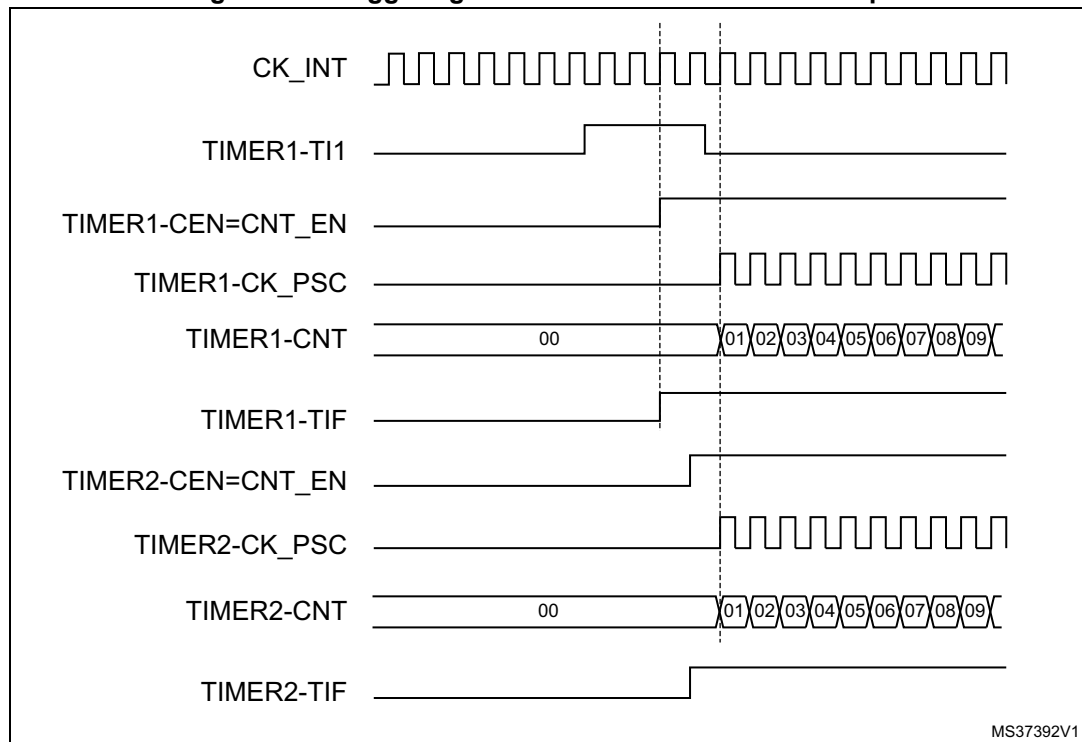 CK_INT
TIMER1-TI1
TIMER1-CEN=CNT_EN
TIMER1-CK_PSC
TIMER1-CNT 00 01 02 03 04 05 06 07 08 09
TIMER1-TIF
TIMER2-CEN=CNT_EN
TIMER2-CK_PSC
TIMER2-CNT 00 01 02 03 04 05 06 07 08 09
TIMER2-TIF
MS37392V1